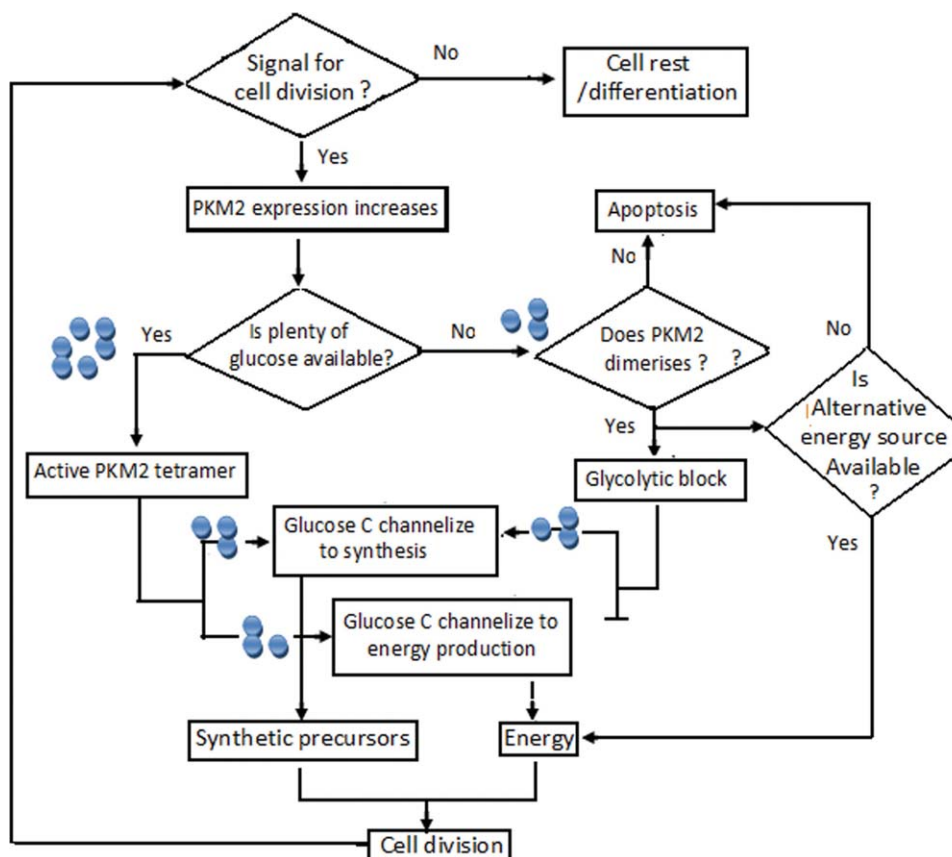 Signal for
cell division ?
No
Cell rest
/differentiation
Yes
PKM2 expression increases
Apoptosis
No
Yes
Is plenty of
glucose available?
No
Does PKM2
dimerises ? ?
No
Is
Alternative
energy source
Available
?
Yes
Active PKM2 tetramer
Glycolytic block
Glucose C channelize
to synthesis
Yes
Glucose C channelize to
energy production
Synthetic precursors
Energy
Cell division